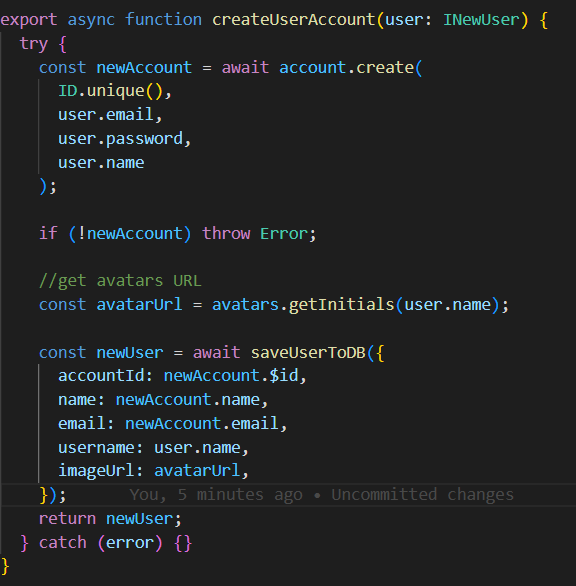 export async function createUserAccount(user: INewUser) {
  try {
    const newAccount = await account.create(
      ID.unique(),
      user.email,
      user.password,
      user.name
    );

    if (!newAccount) throw Error;

    //get avatars URL
    const avatarUrl = avatars.getInitials(user.name);

    const newUser = await saveUserToDB({
      accountId: newAccount.$id,
      name: newAccount.name,
      email: newAccount.email,
      username: user.name,
      imageUrl: avatarUrl,
    });     You, 5 minutes ago • Uncommitted changes
    return newUser;
  } catch (error) {}
}